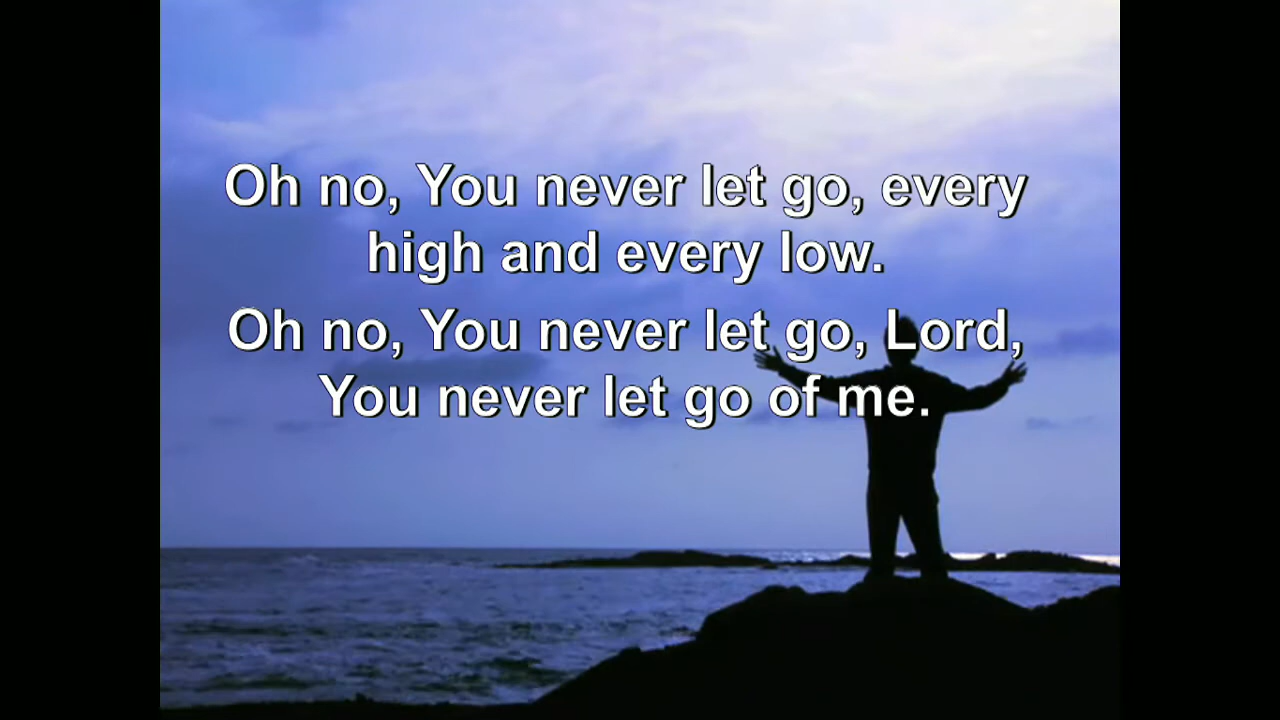 Oh no, You never let go, every
high and every low.
Oh no, You never let go, Lord,
You never let go of me.